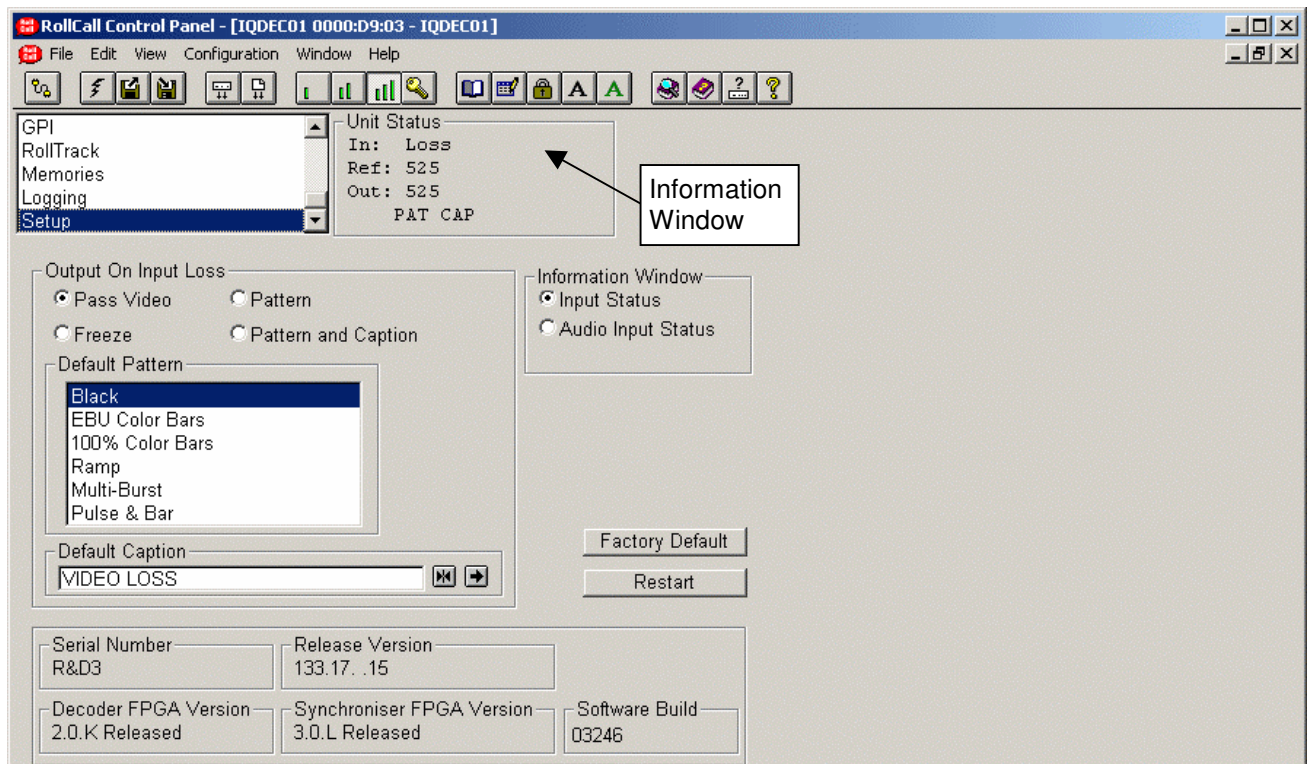 RollCall Control Panel - [IQDEC01 0000:D9:03 - IQDEC01]
File Edit View Configuration Window Help
A A
GPI
RollTrack
Memories
Logging
Setup
Unit Status
In: Loss
Ref: 525
Out: 525
PAT CAP
Information
Window
Output On Input Loss
Pass Video
Pattern
Freeze
Pattern and Caption
Default Pattern
Black
EBU Color Bars
100% Color Bars
Ramp
Multi-Burst
Pulse & Bar
Default Caption
VIDEO LOSS
Information Window
Input Status
Audio Input Status
Factory Default
Restart
Serial Number
R&D3
Release Version
133.17. .15
Decoder FPGA Version
2.0.K Released
Synchroniser FPGA Version
3.0.L Released
Software Build
03246